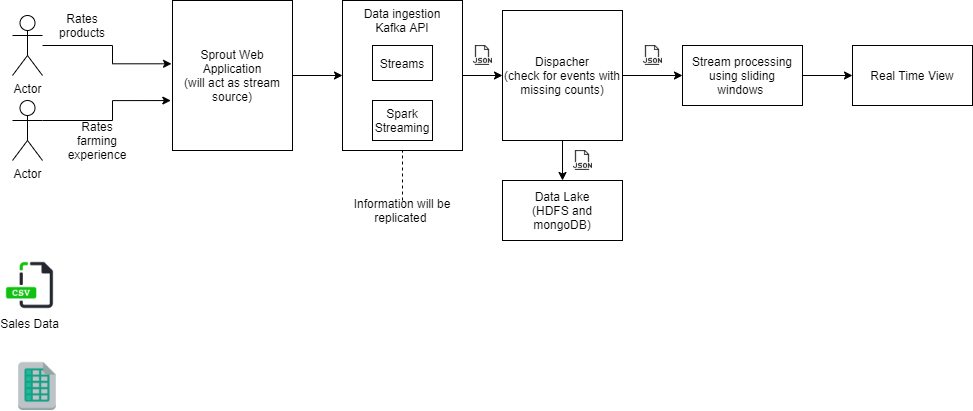 Rates
products
Actor
Rates
farming
experience
Actor
Sprout Web
Application
(will act as stream
source)
Data ingestion
Kafka API
Streams
Spark
Streaming
Information will be
replicated
JSON
Dispacher
(check for events with
missing counts)
JSON
JSON
Data Lake
(HDFS and
mongoDB)
Stream processing
using sliding
windows
Real Time View
CSV
Sales Data